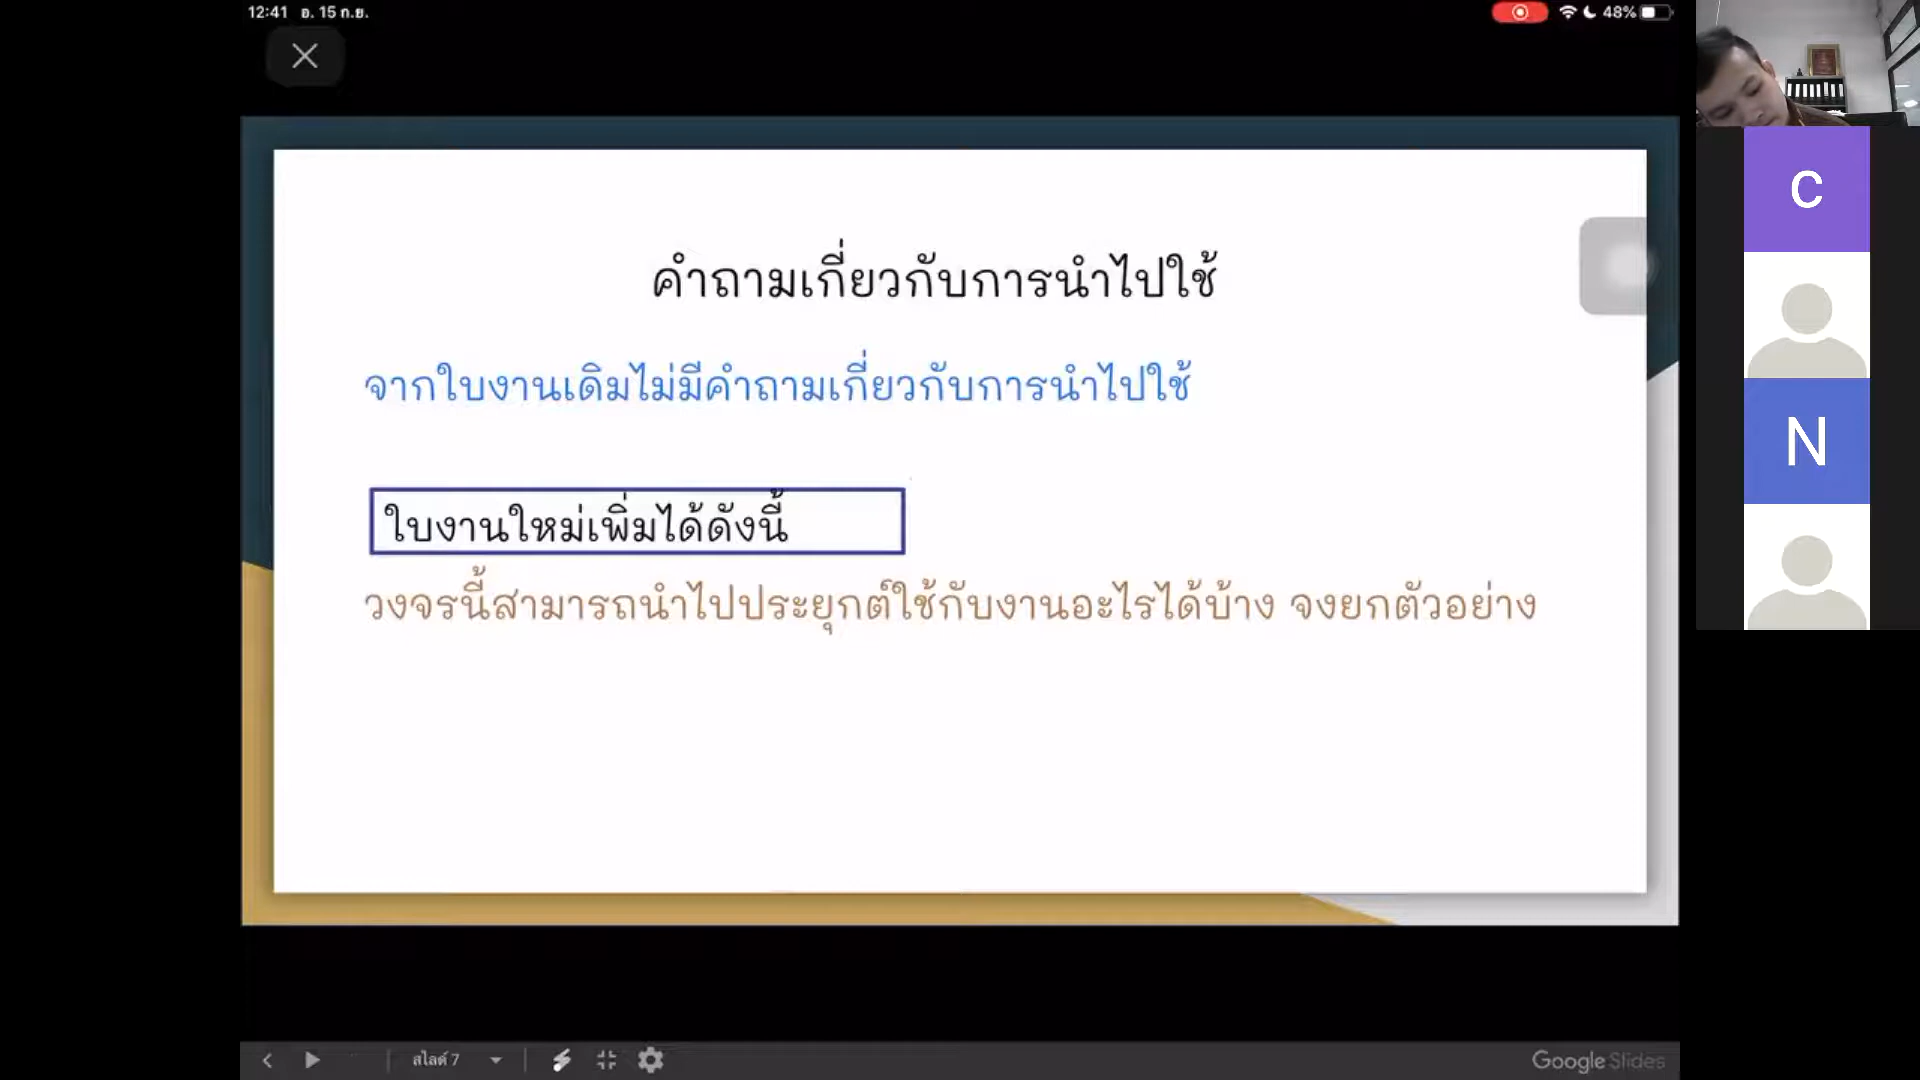 12:41 อ. 15 ก.ย.
48%
C
คำถามเกี่ยวกับการนำไปใช้
จากใบงานเดิมไม่มีคำถามเกี่ยวกับการนำไปใช้
N
ใบงานใหม่เพิ่มได้ดังนี้
วงจรนี้สามารถนำไปประยุกต์ใช้กับงานอะไรได้บ้าง จงยกตัวอย่าง
สไลด์ 7
Google Slides